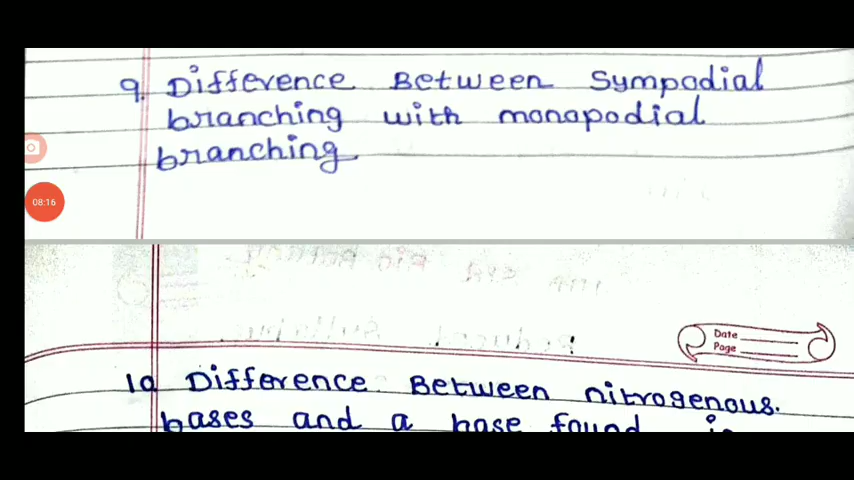 9. Difference Between Sympodial
branching with monopodial
branching.
08:16
Date
Page
10 Difference Between nitrogenous.
bases and a base found in